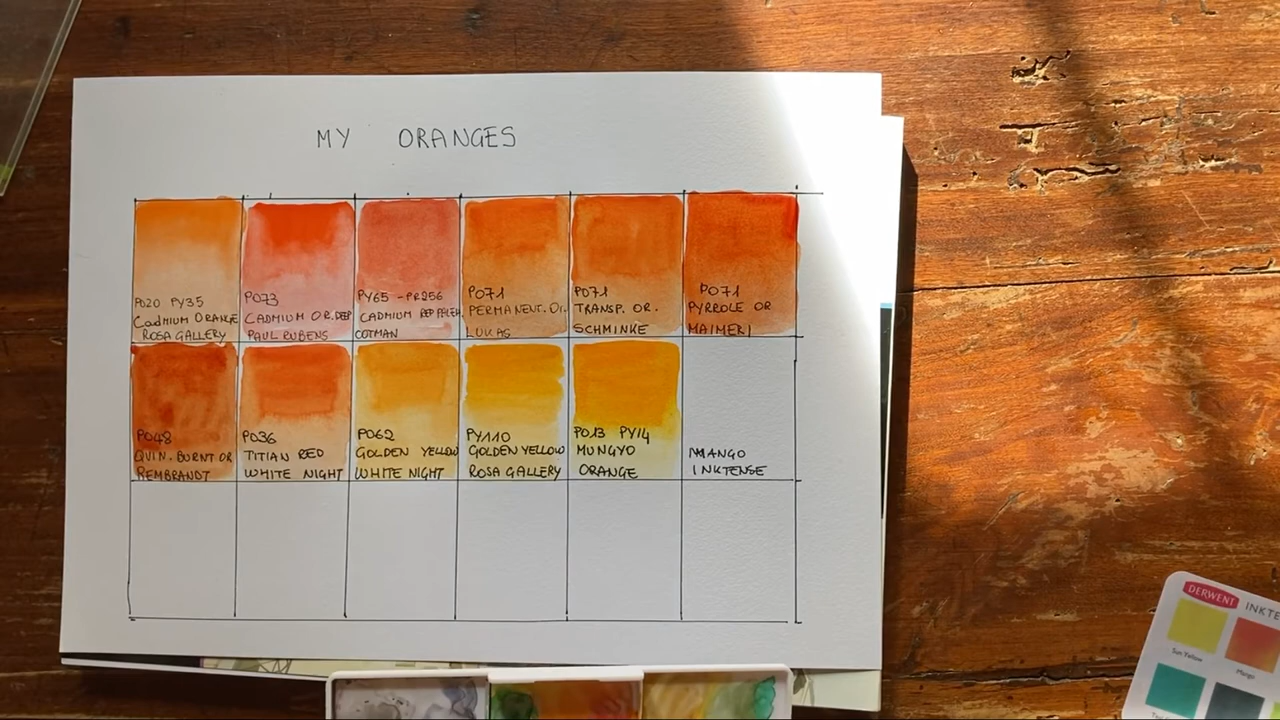 MY ORANGES
PO20 PY35
CADMIUM ORANGE
ROSA GALLERY
PO73
CADMIUM OR. DEEP
PAUL RUBENS
PY65 - PR256
CADMIUM RED
COTMAN
PO71
PERMANENT. OR.
LUKAS
PO71
TRANSP. OR.
SCHMINKE
PO71
PYRROLE OR
MAIMERI
PO48
QUIN. BURNT OR
REMBRANDT
PO36
TITIAN RED
WHITE NIGHT
PO62
GOLDEN YELLOW
WHITE NIGHT
PY110
GOLDEN YELLOW
ROSA GALLERY
PO13 PY14
MUNGYO
ORANGE
MANGO
INKTENSE
DERWENT INKTE
Sun Yellow
Mango